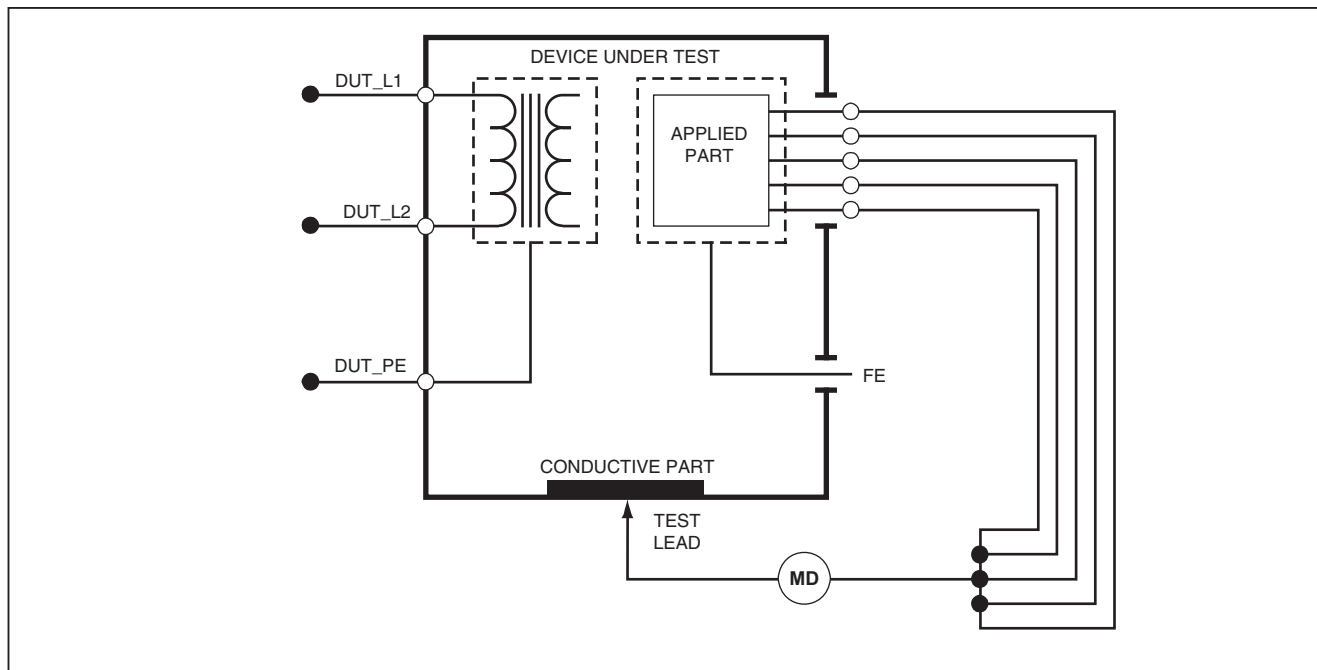 DEVICE UNDER TEST
DUT_L1
APPLIED
PART
DUT_L2
DUT_PE
FE
CONDUCTIVE PART
TEST
LEAD
MD